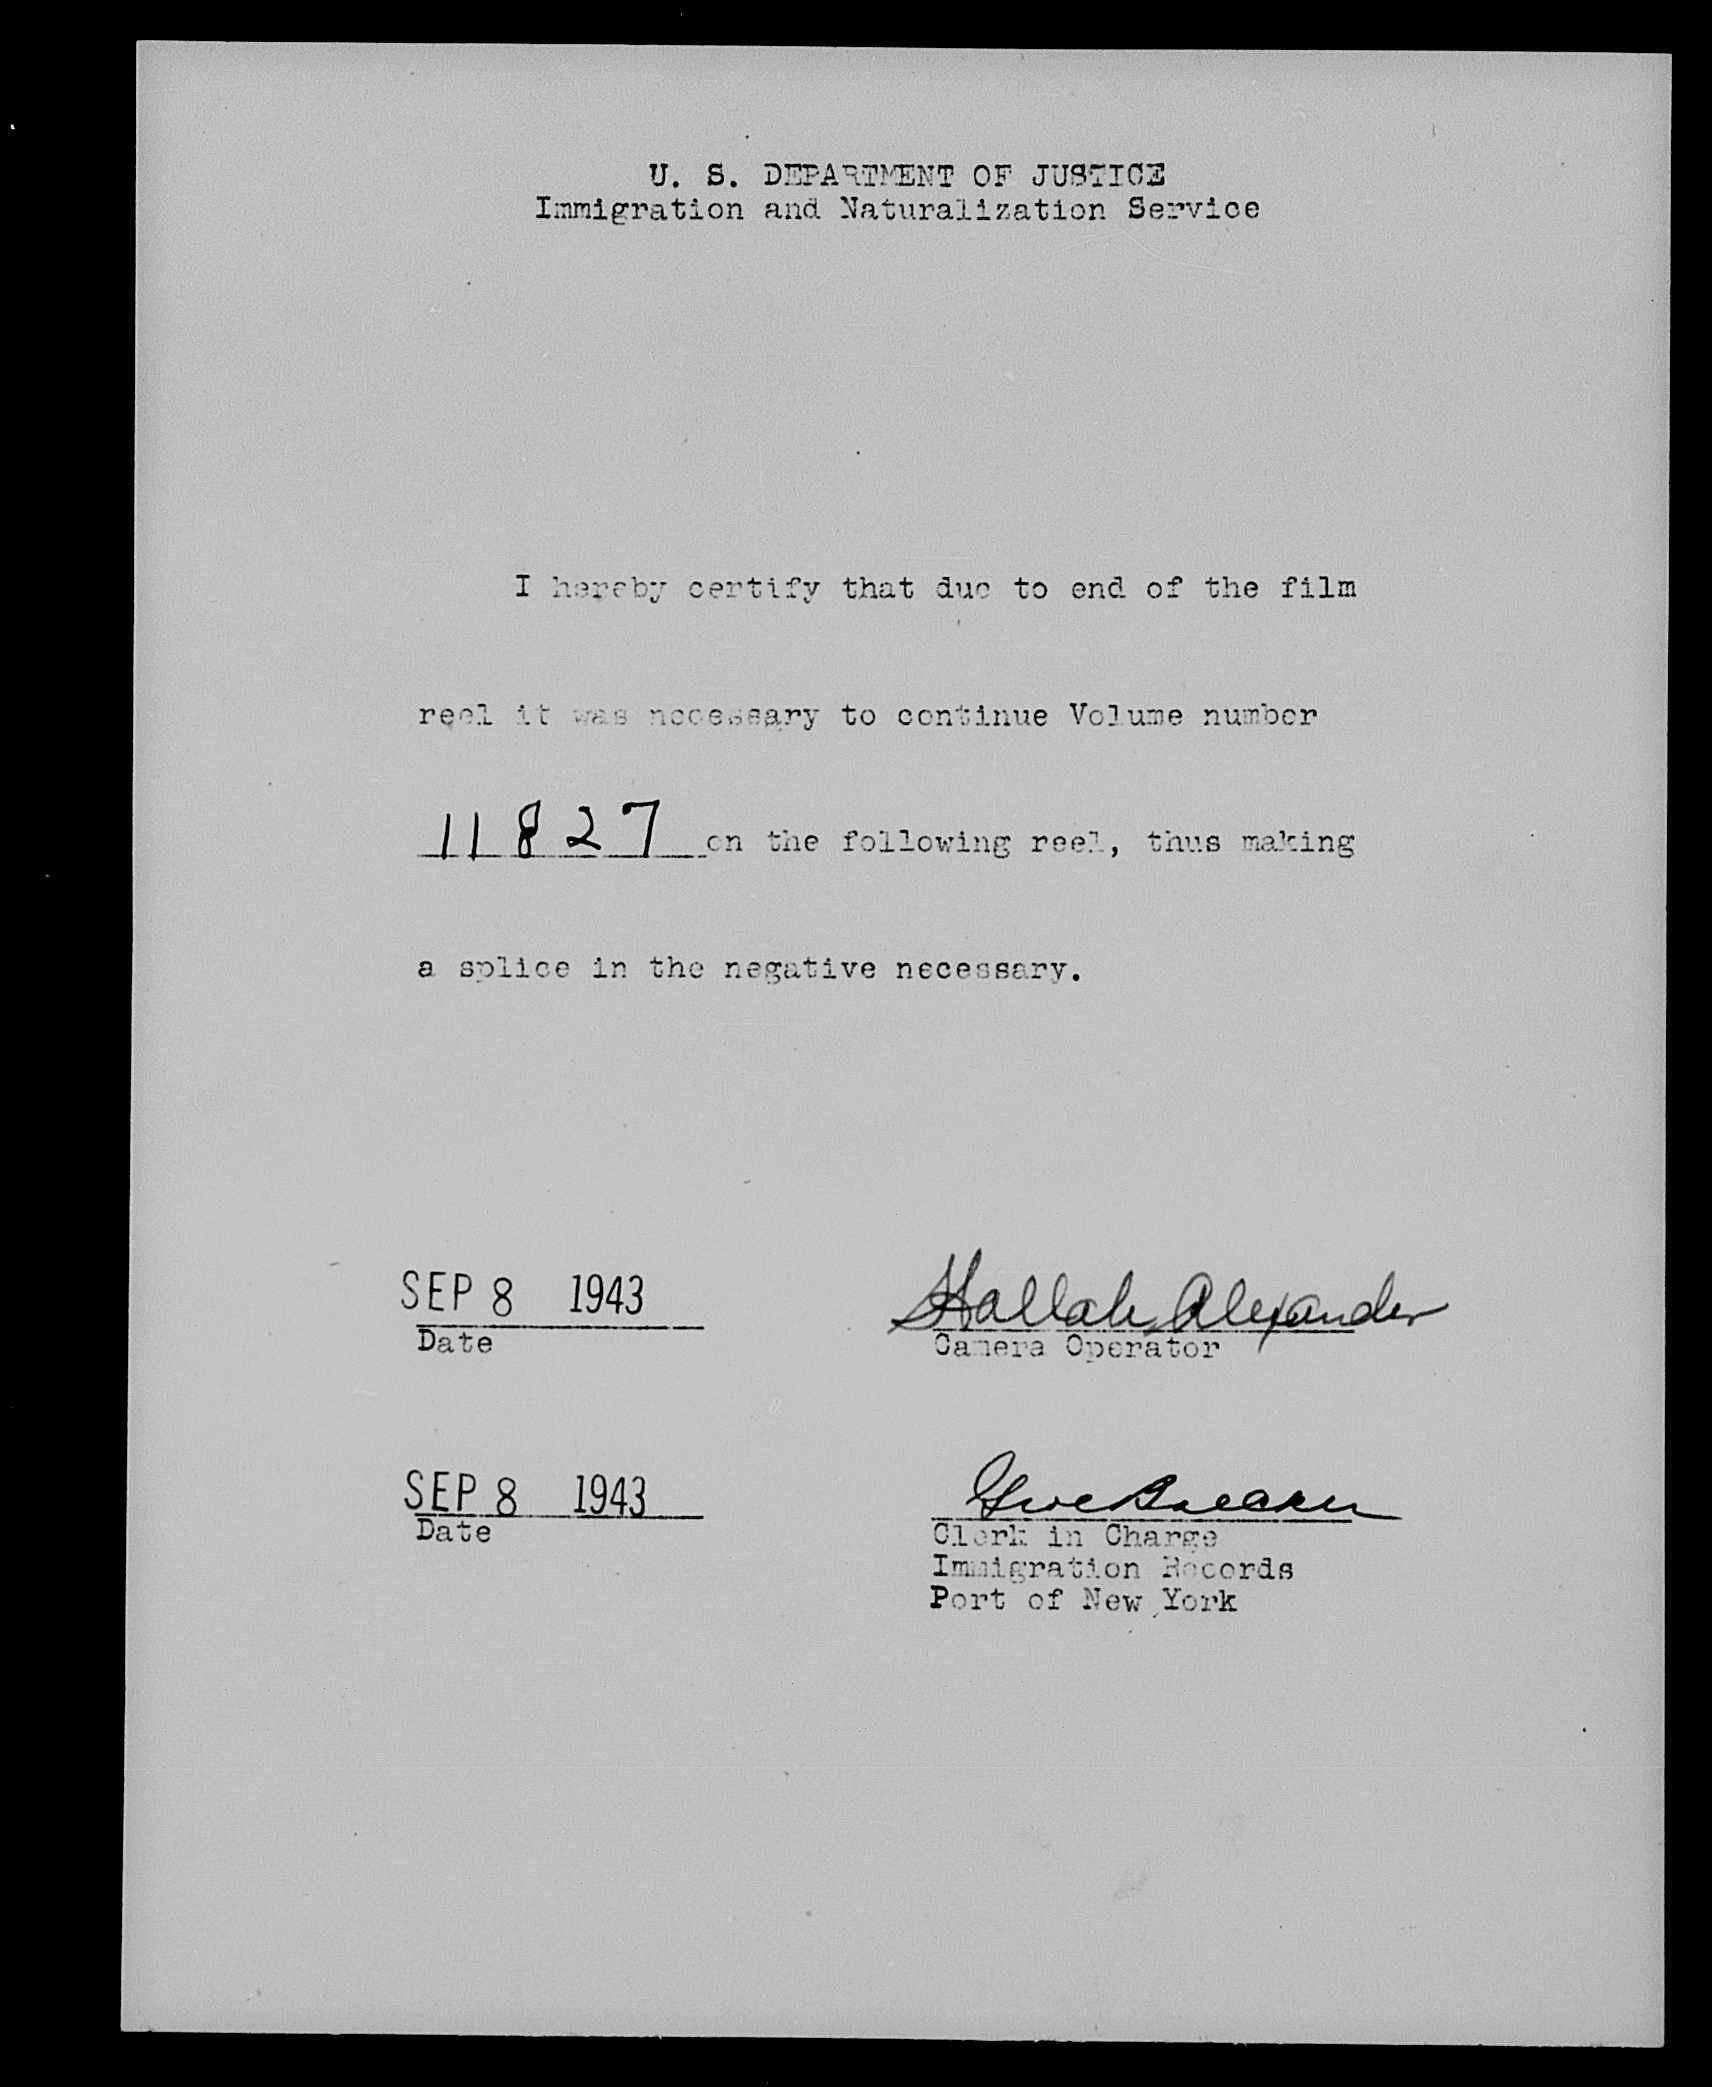 U. S. DEPARTMENT OF JUSTICE
Immigration and Naturalization Service
I hereby certify that due to end of the film
reel it was necessary to continue Volume number
11827 on the following reel, thus making
a splice in the negative necessary.
SEP 8 1943
Date
Alexander
Camera Operator
SEP 8 1943
Date
Clerk in Charge
Immigration Records
Port of New York